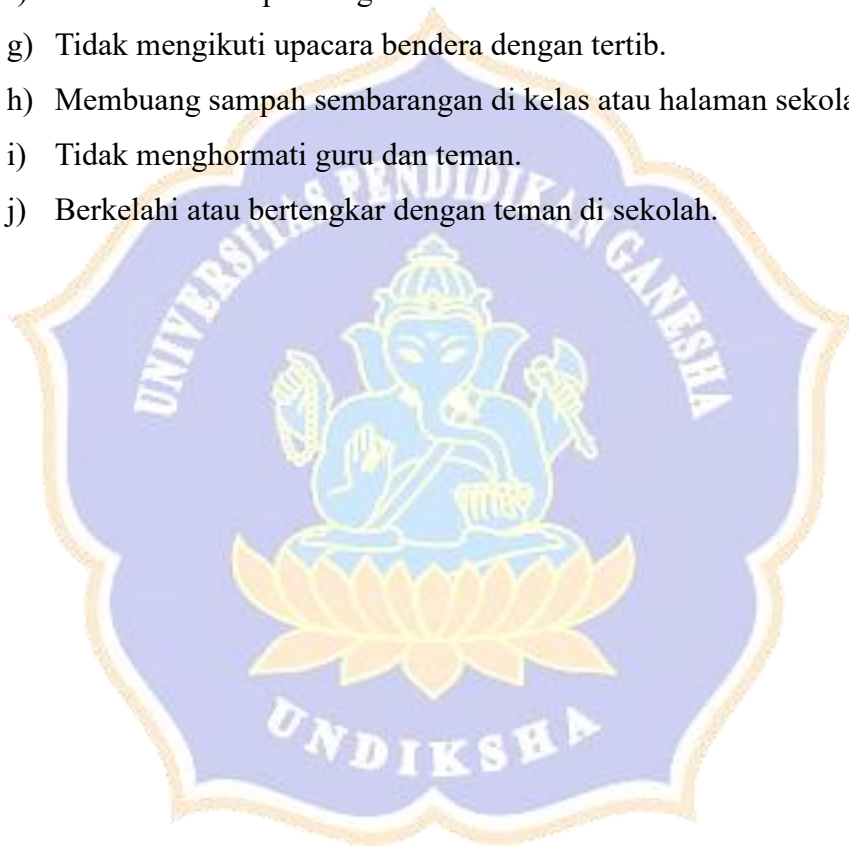 g) Tidak mengikuti upacara bendera dengan tertib.
h) Membuang sampah sembarangan di kelas atau halaman
i) Tidak menghormati guru dan teman.
j) Berkelahi atau bertengkar dengan teman di sekolah.
UNIVERSITAS PENDIDIKAN GANESHA
UNDIKSHA